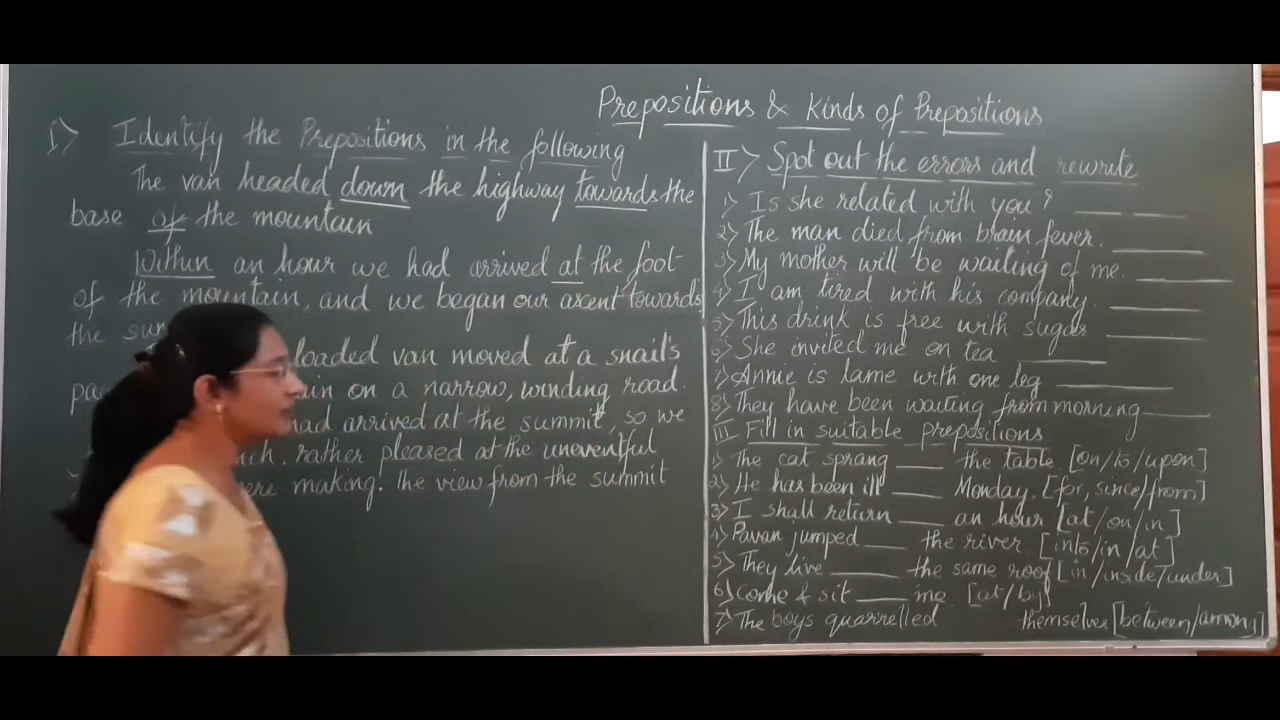 Prepositions & Kinds of Prepositions
I> Identify the Prepositions in the following
The van headed down the highway towards the
base of the mountain
Within an hour we had arrived at the foot
of the mountain, and we began our ascent towards
the
loaded van moved at a snail's
on a narrow, winding road.
had arrived at the summit, so we
rather pleased at the uneventful
making. The view from the summit
II> Spot out the errors and rewrite
1> Is she related with you?
2> The man died from brain fever.
3> My mother will be waiting of me.
4> I am tired with his company.
5> This drink is free with sugar
6> She invited me on tea
7> Annie is lame with one leg
8> They have been waiting from morning
III Fill in suitable prepositions.
1> The cat sprang ___ the table. [on/to/upon]
2> He has been ill ___ Monday. [for, since/from]
3> I shall return ___ an hour [at/on/in]
4> Pavan jumped ___ the river. [into/in/at]
5> They live ___ the same roof [in/inside/under]
6> Come & sit ___ me. [at/by]
7> The boys quarrelled themselves [between/among]